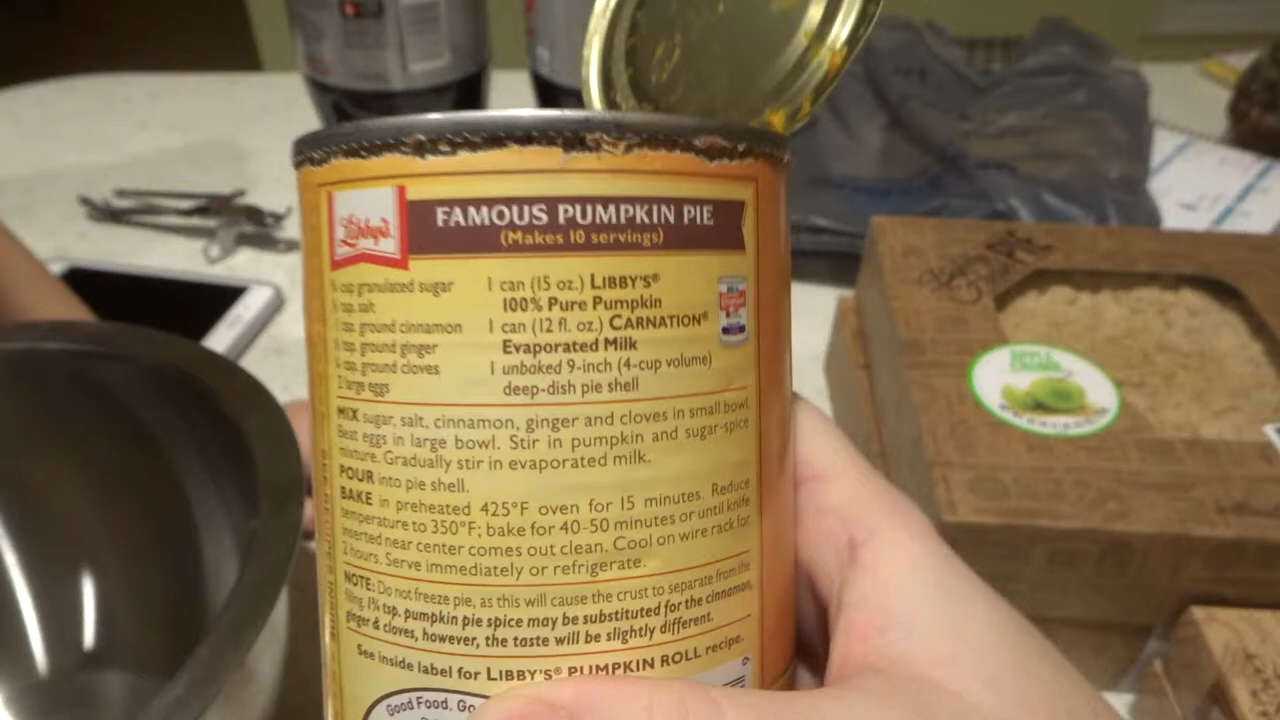 Libby's
FAMOUS PUMPKIN PIE
(Makes 10 servings)
cup granulated sugar
tsp. salt
tsp. ground cinnamon
tsp. ground ginger
tsp. ground cloves
2 large eggs
1 can (15 oz.) LIBBY'S®
100% Pure Pumpkin
1 can (12 fl. oz.) CARNATION®
Evaporated Milk
1 unbaked 9-inch (4-cup volume)
deep-dish pie shell
MIX sugar, salt, cinnamon, ginger and cloves in small bowl.
Beat eggs in large bowl. Stir in pumpkin and sugar-spice
mixture. Gradually stir in evaporated milk.
POUR into pie shell.
BAKE in preheated 425°F oven for 15 minutes. Reduce
temperature to 350°F; bake for 40-50 minutes or until knife
inserted near center comes out clean. Cool on wire rack for
2 hours. Serve immediately or refrigerate.
NOTE: Do not freeze pie, as this will cause the crust to separate from the
filling. 1¾ tsp. pumpkin pie spice may be substituted for the cinnamon,
ginger & cloves, however, the taste will be slightly different.
See inside label for LIBBY'S® PUMPKIN ROLL recipe.
Good Food, Go
APPLE
CRUMB